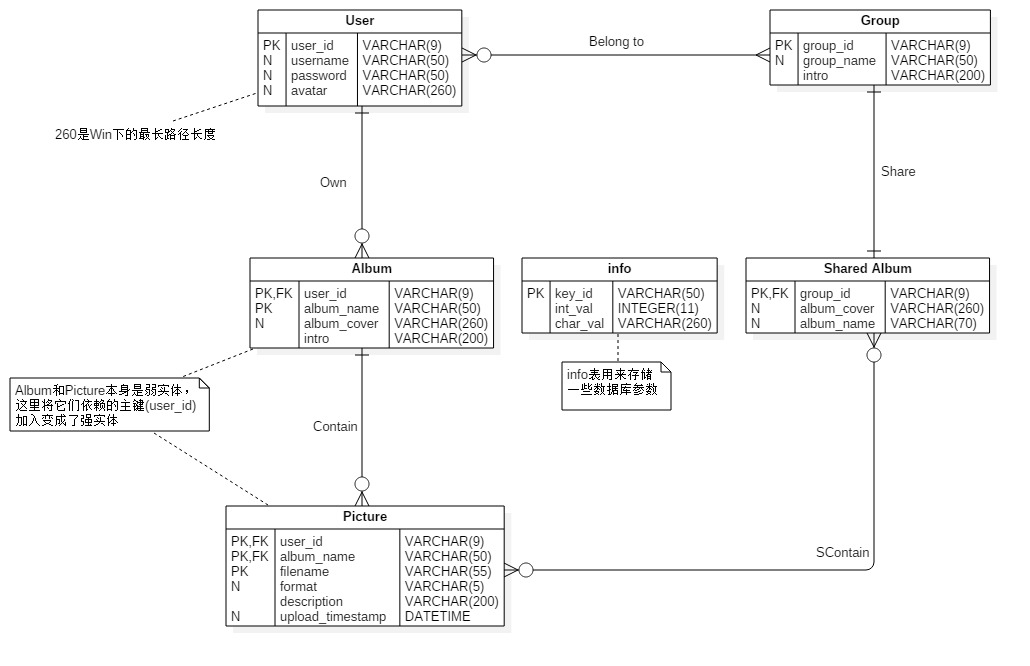 User
PK user_id VARCHAR(9)
N username VARCHAR(50)
N password VARCHAR(50)
N avatar VARCHAR(260)
Belong to
Group
PK group_id VARCHAR(9)
N group_name VARCHAR(50)
intro VARCHAR(200)
260是Win下的最长路径长度
Own
Share
Album
PK,FK user_id VARCHAR(9)
PK album_name VARCHAR(50)
N album_cover VARCHAR(260)
intro VARCHAR(200)
info
PK key_id VARCHAR(50)
int_val INTEGER(11)
char_val VARCHAR(260)
Shared Album
PK,FK group_id VARCHAR(9)
N album_cover VARCHAR(260)
N album_name VARCHAR(70)
info表用来存储
一些数据库参数
Album和Picture本身是弱实体，
这里将它们依赖的主键(user_id)
加入变成了强实体
Contain
Picture
PK,FK user_id VARCHAR(9)
PK,FK album_name VARCHAR(50)
PK filename VARCHAR(55)
N format VARCHAR(5)
description VARCHAR(200)
N upload_timestamp DATETIME
SContain